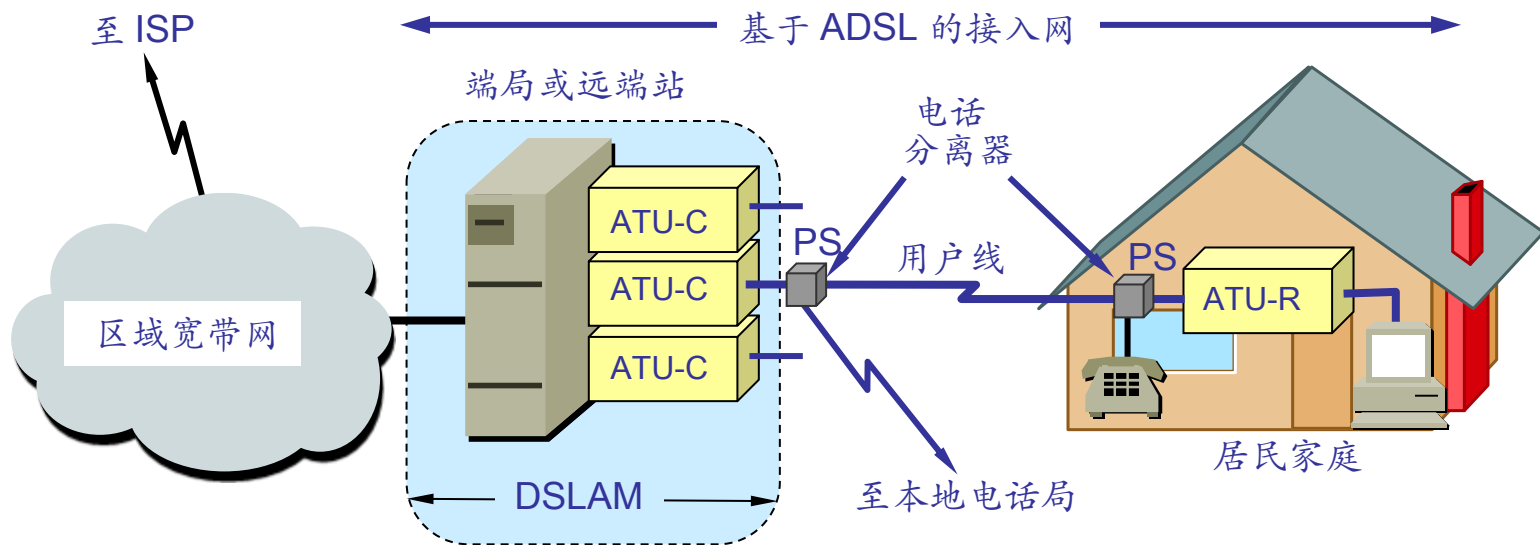 至 ISP
基于 ADSL 的接入网
端局或远端站
电话
分离器
ATU-C
ATU-C
ATU-C
PS
用户线
PS
ATU-R
区域宽带网
DSLAM
至本地电话局
居民家庭